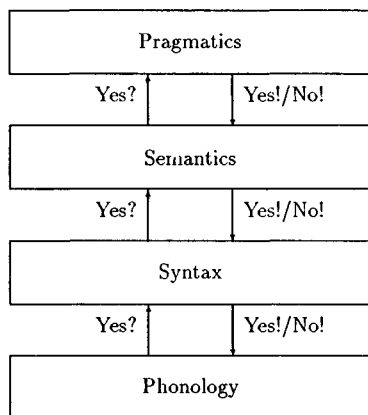 Pragmatics
Yes? Yes!/No!
Semantics
Yes? Yes!/No!
Syntax
Yes? Yes!/No!
Phonology